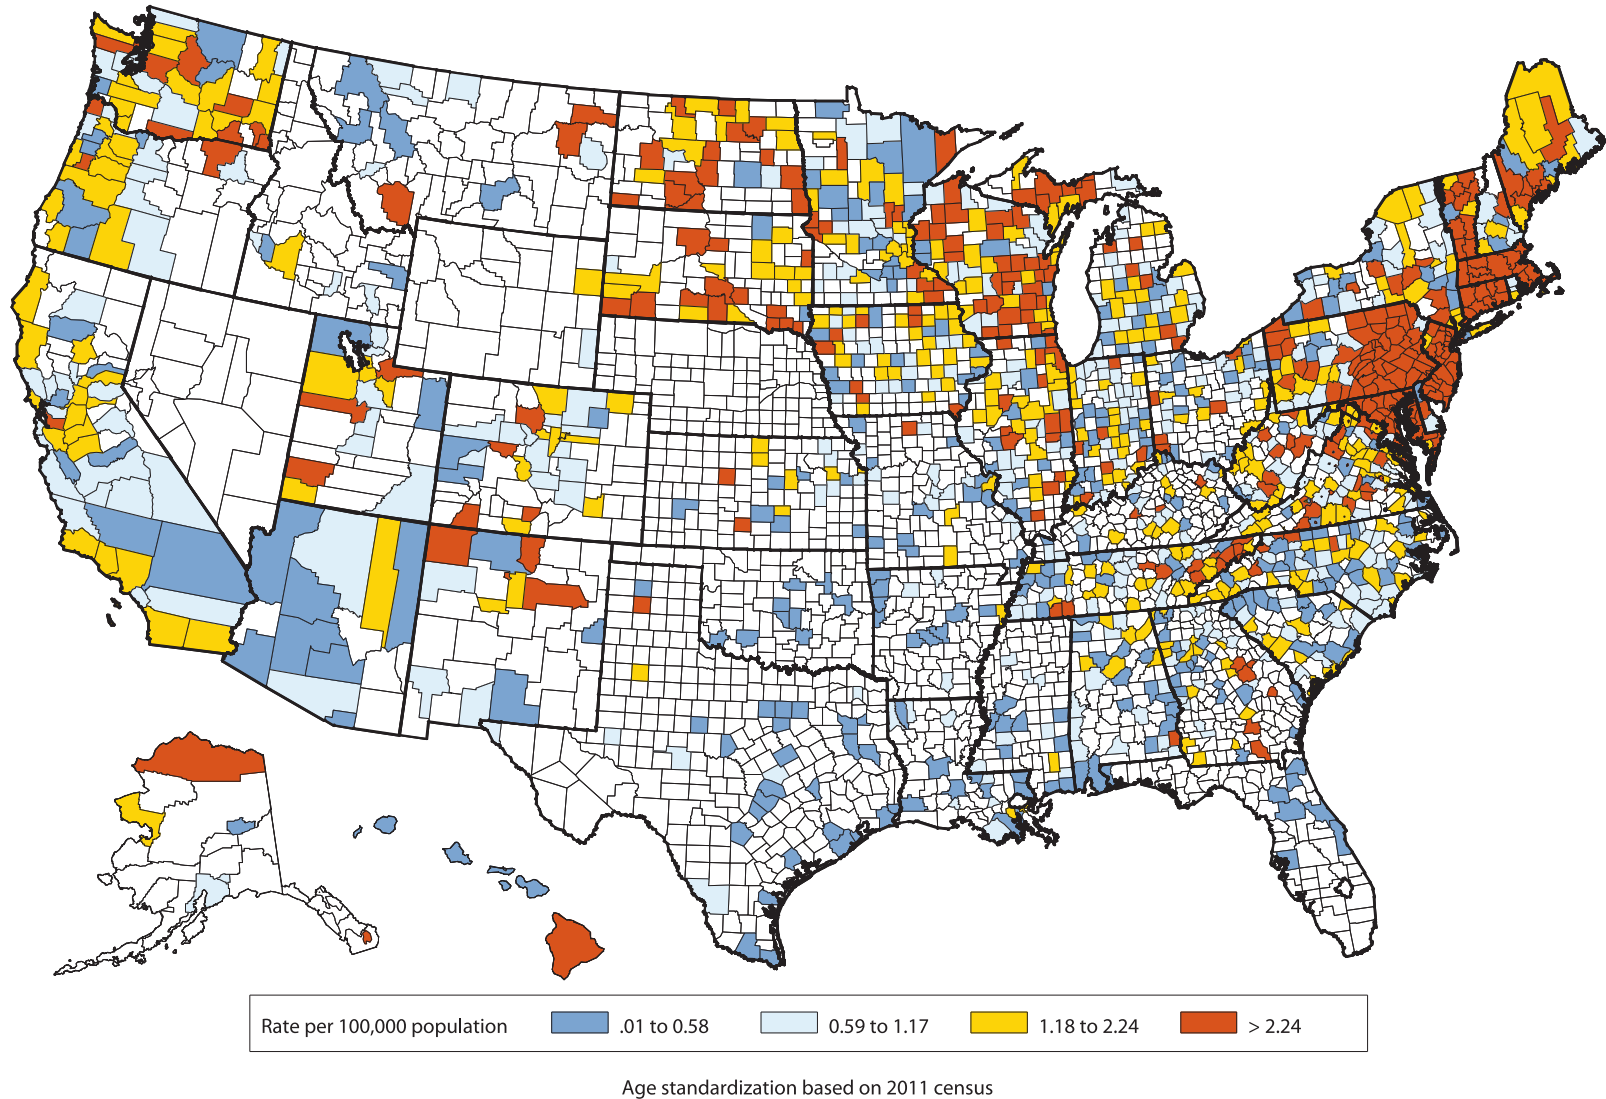 Rate per 100,000 population .01 to 0.58 0.59 to 1.17 1.18 to 2.24 > 2.24
Age standardization based on 2011 census